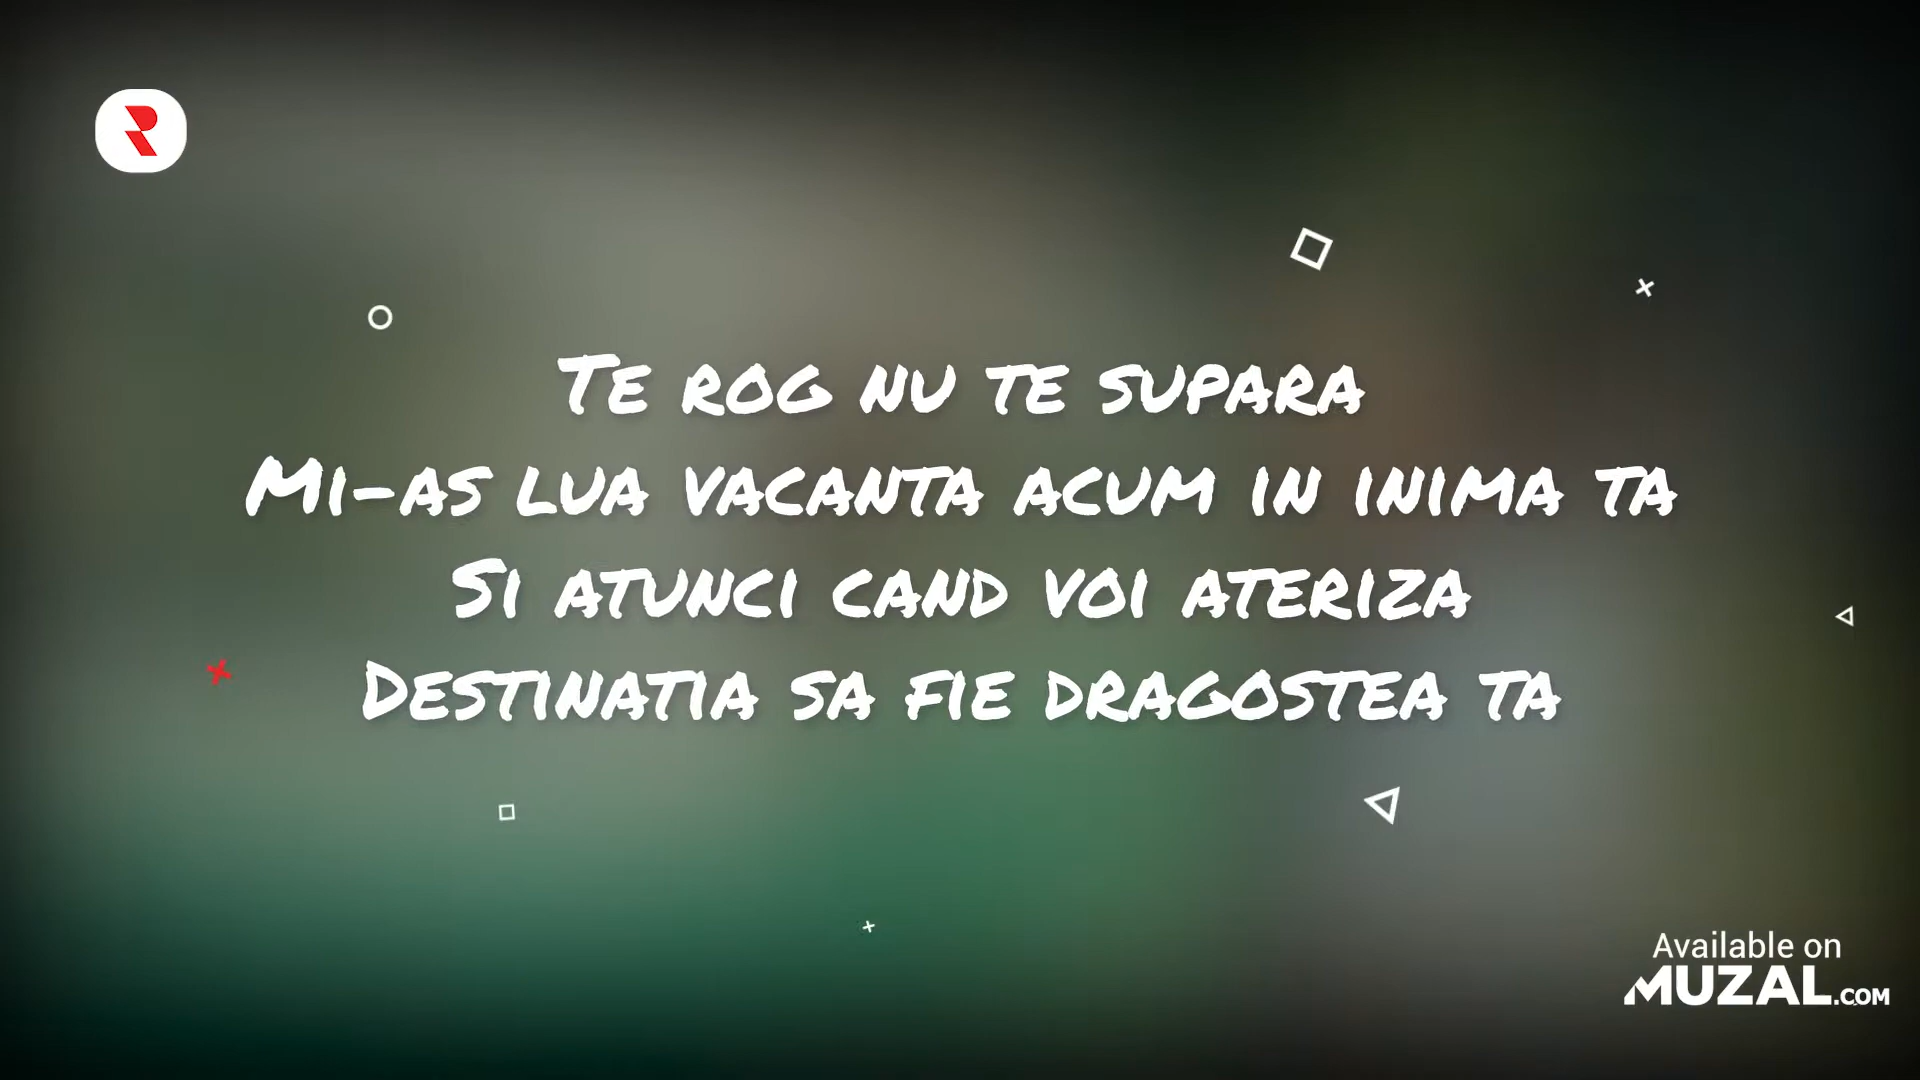 Te rog nu te supara
Mi-as lua vacanta acum in inima ta
Si atunci cand voi ateriza
Destinatia sa fie dragostea ta
Available on
MUZAL.COM